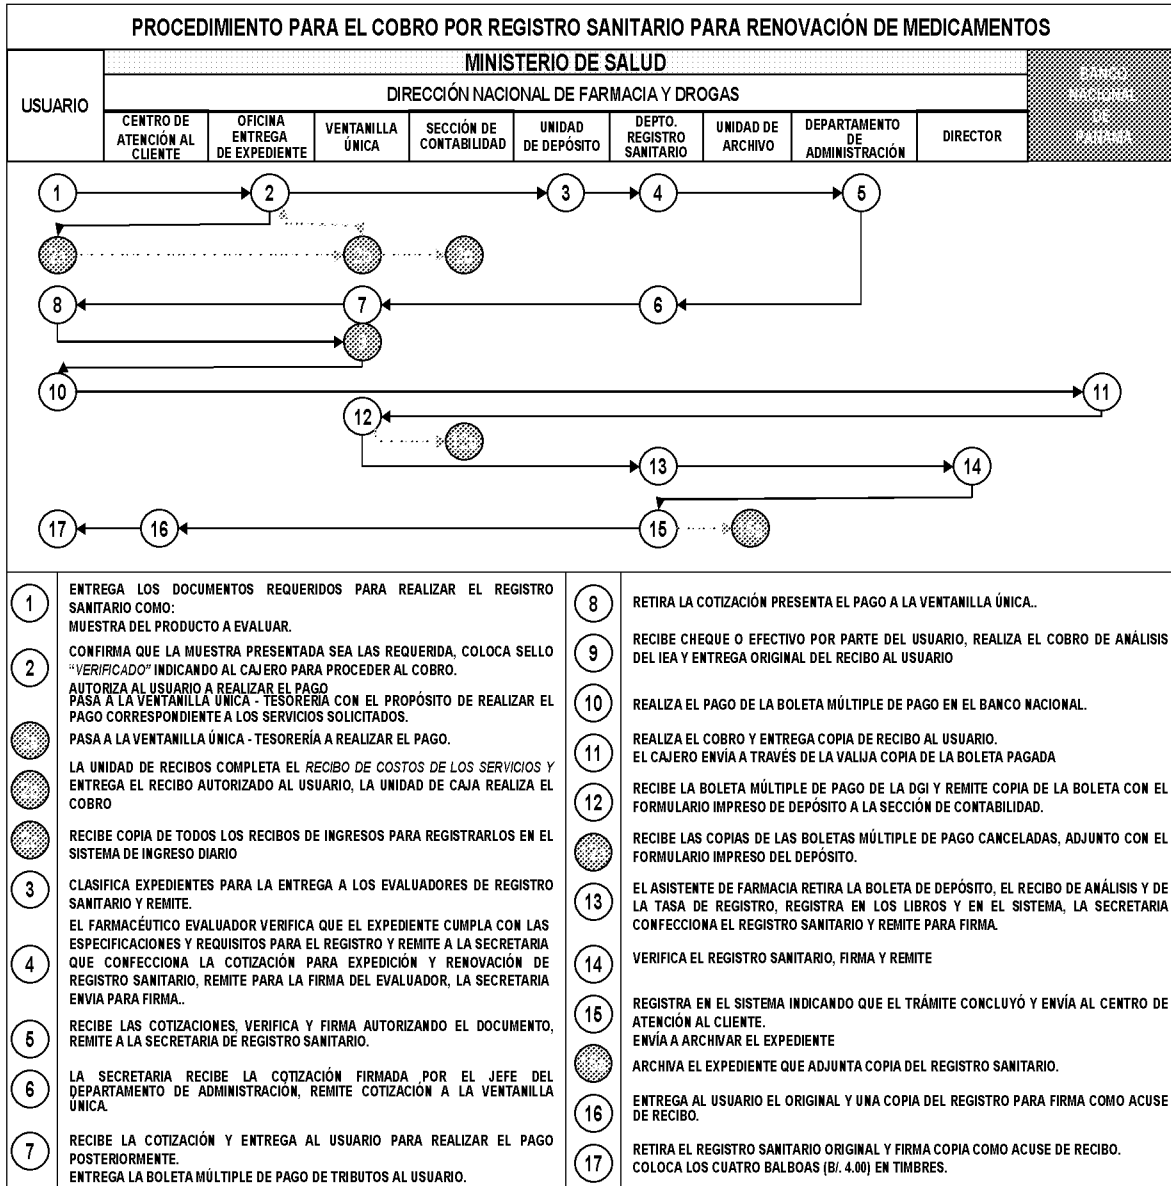 PROCEDIMIENTO PARA EL COBRO POR REGISTRO SANITARIO PARA RENOVACIÓN DE MEDICAMENTOS
USUARIO
MINISTERIO DE SALUD
DIRECCIÓN NACIONAL DE FARMACIA Y DROGAS
CENTRO DE
ATENCIÓN AL
CLIENTE
OFICINA
ENTREGA
DE EXPEDIENTE
VENTANILLA
ÚNICA
SECCIÓN DE
CONTABILIDAD
UNIDAD
DE DEPÓSITO
DEPTO.
REGISTRO
SANITARIO
UNIDAD DE
ARCHIVO
DEPARTAMENTO
DE
ADMINISTRACIÓN
DIRECTOR
BANCO
NACIONAL
DE
PANAMÁ
1
2
3
4
5
8
7
6
10
11
12
13
14
17
16
15
1
ENTREGA LOS DOCUMENTOS REQUERIDOS PARA REALIZAR EL REGISTRO
SANITARIO COMO:
MUESTRA DEL PRODUCTO A EVALUAR.
2
CONFIRMA QUE LA MUESTRA PRESENTADA SEA LAS REQUERIDA, COLOCA SELLO
"VERIFICADO" INDICANDO AL CAJERO PARA PROCEDER AL COBRO.
AUTORIZA AL USUARIO A REALIZAR EL PAGO
PASA A LA VENTANILLA ÚNICA - TESORERÍA CON EL PROPÓSITO DE REALIZAR EL
PAGO CORRESPONDIENTE A LOS SERVICIOS SOLICITADOS.
PASA A LA VENTANILLA ÚNICA - TESORERÍA A REALIZAR EL PAGO.
LA UNIDAD DE RECIBOS COMPLETA EL RECIBO DE COSTOS DE LOS SERVICIOS Y
ENTREGA EL RECIBO AUTORIZADO AL USUARIO, LA UNIDAD DE CAJA REALIZA EL
COBRO
RECIBE COPIA DE TODOS LOS RECIBOS DE INGRESOS PARA REGISTRARLOS EN EL
SISTEMA DE INGRESO DIARIO
3
CLASIFICA EXPEDIENTES PARA LA ENTREGA A LOS EVALUADORES DE REGISTRO
SANITARIO Y REMITE.
4
EL FARMACÉUTICO EVALUADOR VERIFICA QUE EL EXPEDIENTE CUMPLA CON LAS
ESPECIFICACIONES Y REQUISITOS PARA EL REGISTRO Y REMITE A LA SECRETARIA
QUE CONFECCIONA LA COTIZACIÓN PARA EXPEDICIÓN Y RENOVACIÓN DE
REGISTRO SANITARIO, REMITE PARA LA FIRMA DEL EVALUADOR, LA SECRETARIA
ENVIA PARA FIRMA..
5
RECIBE LAS COTIZACIONES, VERIFICA Y FIRMA AUTORIZANDO EL DOCUMENTO,
REMITE A LA SECRETARIA DE REGISTRO SANITARIO.
6
LA SECRETARIA RECIBE LA COTIZACIÓN FIRMADA POR EL JEFE DEL
DEPARTAMENTO DE ADMINISTRACIÓN, REMITE COTIZACIÓN A LA VENTANILLA
ÚNICA.
7
RECIBE LA COTIZACIÓN Y ENTREGA AL USUARIO PARA REALIZAR EL PAGO
POSTERIORMENTE.
ENTREGA LA BOLETA MÚLTIPLE DE PAGO DE TRIBUTOS AL USUARIO.
8
RETIRA LA COTIZACIÓN PRESENTA EL PAGO A LA VENTANILLA ÚNICA..
9
RECIBE CHEQUE O EFECTIVO POR PARTE DEL USUARIO, REALIZA EL COBRO DE ANÁLISIS
DEL IEA Y ENTREGA ORIGINAL DEL RECIBO AL USUARIO
10
REALIZA EL PAGO DE LA BOLETA MÚLTIPLE DE PAGO EN EL BANCO NACIONAL.
11
REALIZA EL COBRO Y ENTREGA COPIA DE RECIBO AL USUARIO.
EL CAJERO ENVÍA A TRAVÉS DE LA VALIJA COPIA DE LA BOLETA PAGADA
12
RECIBE LA BOLETA MÚLTIPLE DE PAGO DE LA DGI Y REMITE COPIA DE LA BOLETA CON EL
FORMULARIO IMPRESO DE DEPÓSITO A LA SECCIÓN DE CONTABILIDAD.
RECIBE LAS COPIAS DE LAS BOLETAS MÚLTIPLE DE PAGO CANCELADAS, ADJUNTO CON EL
FORMULARIO IMPRESO DEL DEPÓSITO.
13
EL ASISTENTE DE FARMACIA RETIRA LA BOLETA DE DEPÓSITO, EL RECIBO DE ANÁLISIS Y DE
LA TASA DE REGISTRO, REGISTRA EN LOS LIBROS Y EN EL SISTEMA, LA SECRETARIA
CONFECCIONA EL REGISTRO SANITARIO Y REMITE PARA FIRMA.
14
VERIFICA EL REGISTRO SANITARIO, FIRMA Y REMITE
15
REGISTRA EN EL SISTEMA INDICANDO QUE EL TRÁMITE CONCLUYÓ Y ENVÍA AL CENTRO DE
ATENCIÓN AL CLIENTE.
ENVÍA A ARCHIVAR EL EXPEDIENTE
ARCHIVA EL EXPEDIENTE QUE ADJUNTA COPIA DEL REGISTRO SANITARIO.
16
ENTREGA AL USUARIO EL ORIGINAL Y UNA COPIA DEL REGISTRO PARA FIRMA COMO ACUSE
DE RECIBO.
17
RETIRA EL REGISTRO SANITARIO ORIGINAL Y FIRMA COPIA COMO ACUSE DE RECIBO.
COLOCA LOS CUATRO BALBOAS (B/. 4.00) EN TIMBRES.